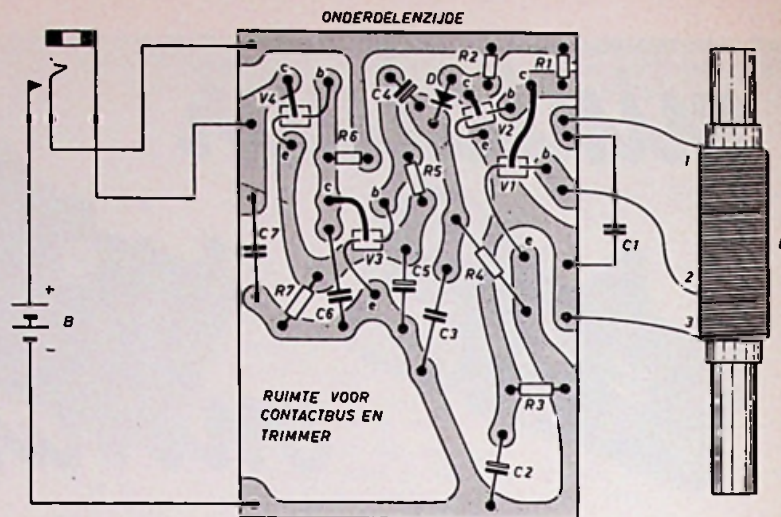 ONDERDELENZIJDE
R2
R1
c
b
V4
C4
D
c
b
c
V2
e
R6
e
R5
V1
b
1
c
b
V3
C1
C7
C5
R4
e
2
R7
C6
e
C3
3
+
B
-
RUIMTE VOOR
CONTACTBUS EN
TRIMMER
R3
C2